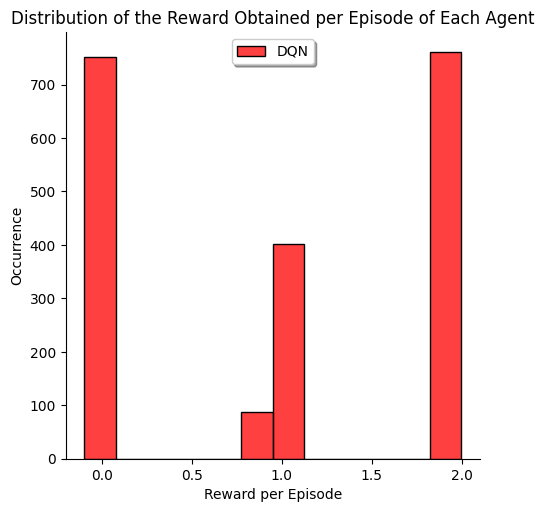 Distribution of the Reward Obtained per Episode of Each Agent
DQN
700
600
500
400
300
200
100
0
Occurrence
0.0 0.5 1.0 1.5 2.0
Reward per Episode